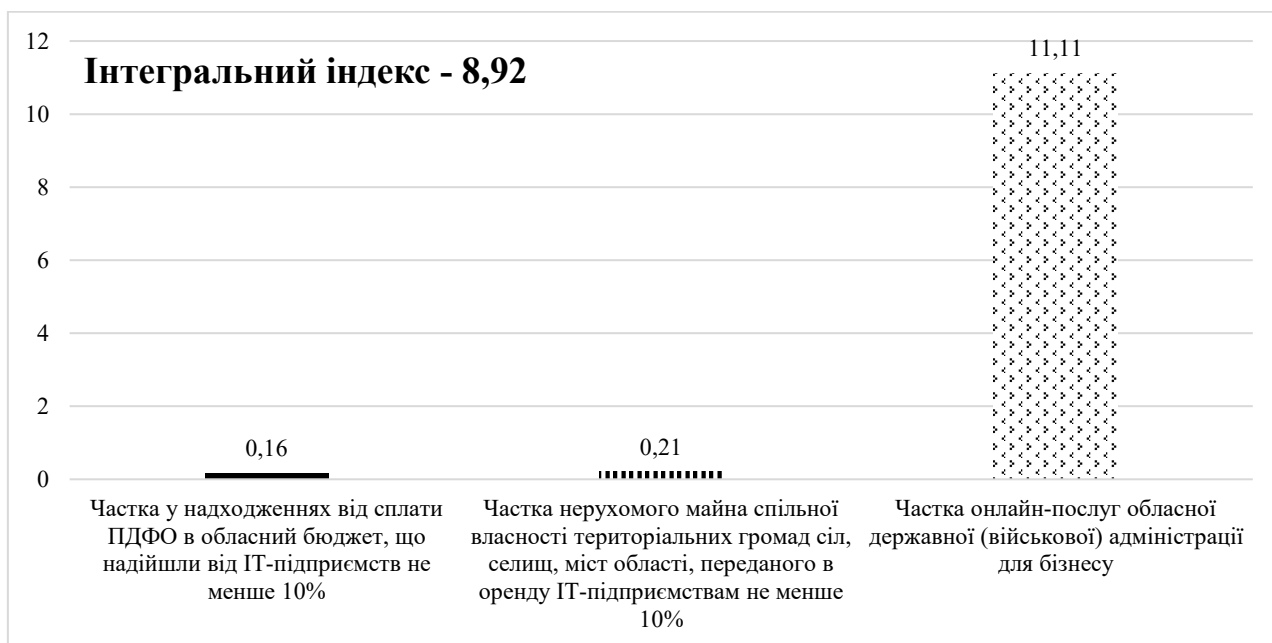 Інтегральний індекс - 8,92
12
10
8
6
4
2
0
0,16
0,21
11,11
Частка у надходженнях від сплати
ПДФО в обласний бюджет, що
надійшли від ІТ-підприємств не
менше 10%
Частка нерухомого майна спільної
власності територіальних громад сіл,
селищ, міст області, переданого в
оренду ІТ-підприємствам не менше
10%
Частка онлайн-послуг обласної
державної (військової) адміністрації
для бізнесу